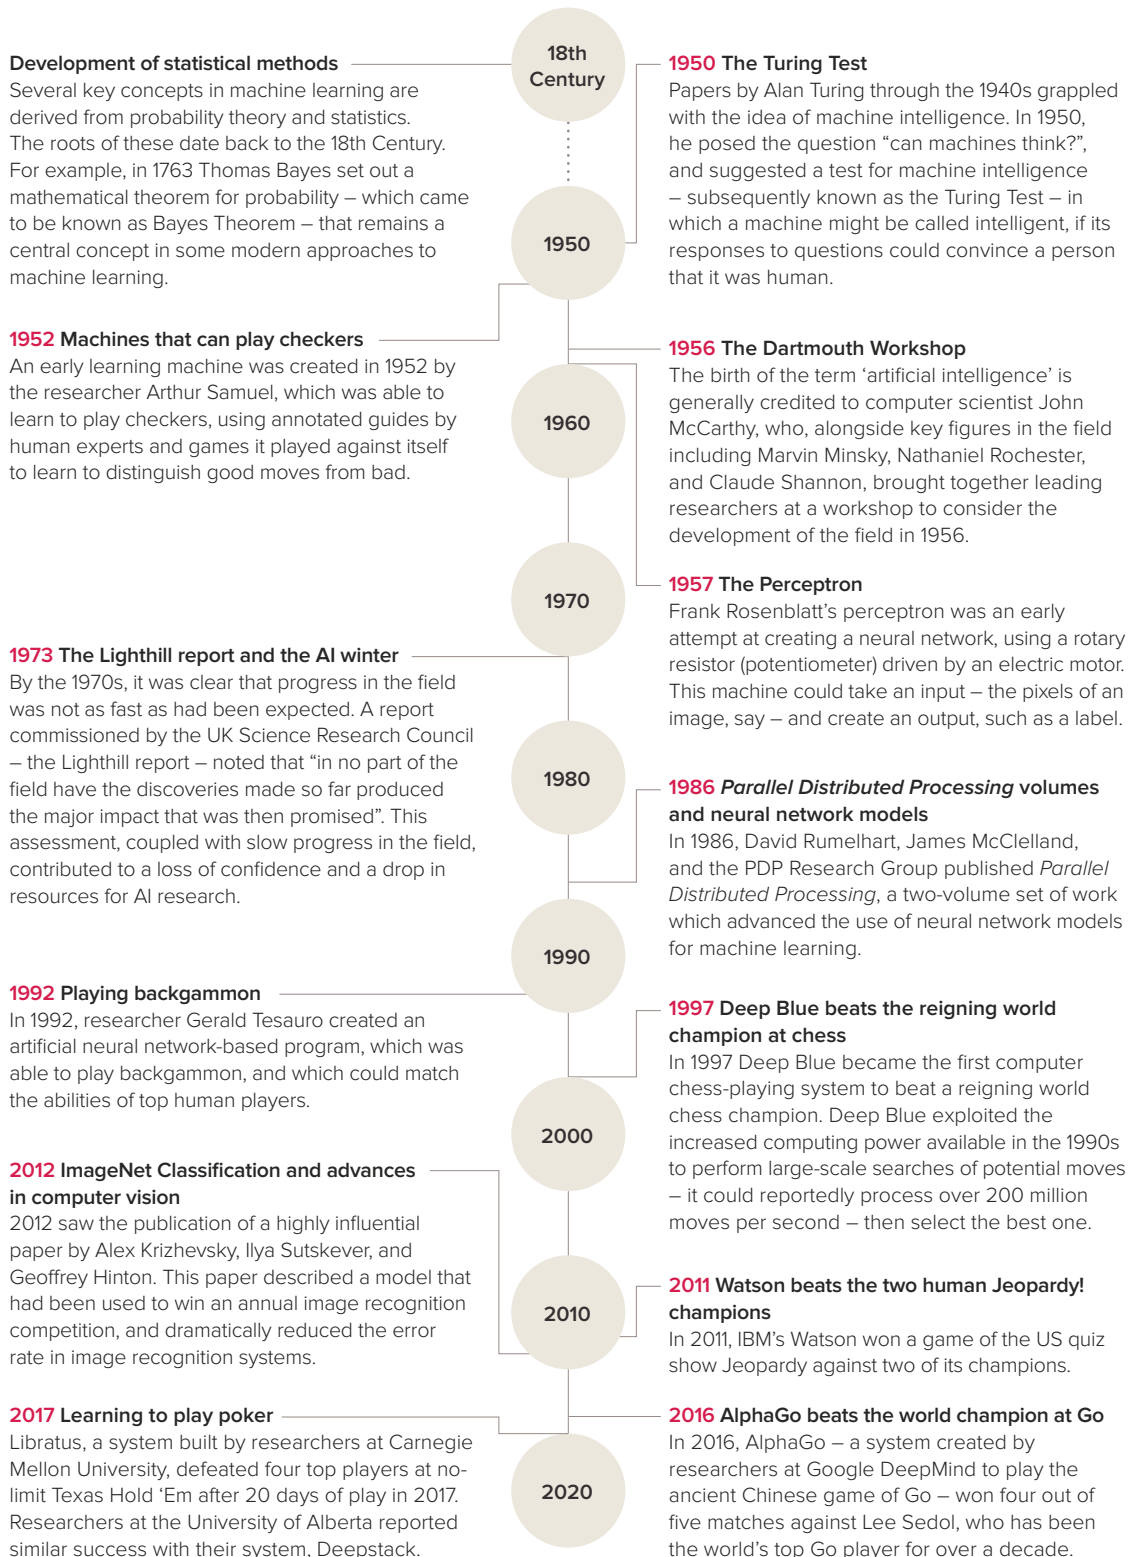 18th
Century
Development of statistical methods
Several key concepts in machine learning are
derived from probability theory and statistics.
The roots of these date back to the 18th Century.
For example, in 1763 Thomas Bayes set out a
mathematical theorem for probability – which came
to be known as Bayes Theorem – that remains a
central concept in some modern approaches to
machine learning.
1950 The Turing Test
Papers by Alan Turing through the 1940s grappled
with the idea of machine intelligence. In 1950,
he posed the question “can machines think?”,
and suggested a test for machine intelligence
– subsequently known as the Turing Test – in
which a machine might be called intelligent, if its
responses to questions could convince a person
that it was human.
1950
1952 Machines that can play checkers
An early learning machine was created in 1952 by
the researcher Arthur Samuel, which was able to
learn to play checkers, using annotated guides by
human experts and games it played against itself
to learn to distinguish good moves from bad.
1956 The Dartmouth Workshop
The birth of the term ‘artificial intelligence’ is
generally credited to computer scientist John
McCarthy, who, alongside key figures in the field
including Marvin Minsky, Nathaniel Rochester,
and Claude Shannon, brought together leading
researchers at a workshop to consider the
development of the field in 1956.
1960
1957 The Perceptron
Frank Rosenblatt’s perceptron was an early
attempt at creating a neural network, using a rotary
resistor (potentiometer) driven by an electric motor.
This machine could take an input – the pixels of an
image, say – and create an output, such as a label.
1970
1973 The Lighthill report and the AI winter
By the 1970s, it was clear that progress in the field
was not as fast as had been expected. A report
commissioned by the UK Science Research Council
– the Lighthill report – noted that “in no part of the
field have the discoveries made so far produced
the major impact that was then promised”. This
assessment, coupled with slow progress in the field,
contributed to a loss of confidence and a drop in
resources for AI research.
1980
1986 Parallel Distributed Processing volumes
and neural network models
In 1986, David Rumelhart, James McClelland,
and the PDP Research Group published Parallel
Distributed Processing, a two-volume set of work
which advanced the use of neural network models
for machine learning.
1990
1992 Playing backgammon
In 1992, researcher Gerald Tesauro created an
artificial neural network-based program, which was
able to play backgammon, and which could match
the abilities of top human players.
1997 Deep Blue beats the reigning world
champion at chess
In 1997 Deep Blue became the first computer
chess-playing system to beat a reigning world
chess champion. Deep Blue exploited the
increased computing power available in the 1990s
to perform large-scale searches of potential moves
– it could reportedly process over 200 million
moves per second – then select the best one.
2000
2012 ImageNet Classification and advances
in computer vision
2012 saw the publication of a highly influential
paper by Alex Krizhevsky, Ilya Sutskever, and
Geoffrey Hinton. This paper described a model that
had been used to win an annual image recognition
competition, and dramatically reduced the error
rate in image recognition systems.
2010
2011 Watson beats the two human Jeopardy!
champions
In 2011, IBM’s Watson won a game of the US quiz
show Jeopardy against two of its champions.
2017 Learning to play poker
Libratus, a system built by researchers at Carnegie
Mellon University, defeated four top players at no-
limit Texas Hold ‘Em after 20 days of play in 2017.
Researchers at the University of Alberta reported
similar success with their system, Deepstack.
2016 AlphaGo beats the world champion at Go
In 2016, AlphaGo – a system created by
researchers at Google DeepMind to play the
ancient Chinese game of Go – won four out of
five matches against Lee Sedol, who has been
the world’s top Go player for over a decade.
2020